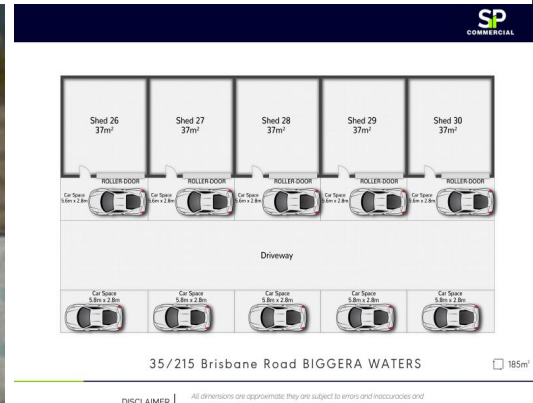 SP
COMMERCIAL
Shed 26
37m²
Shed 27
37m²
Shed 28
37m²
Shed 29
37m²
Shed 30
37m²
ROLLER-DOOR
ROLLER-DOOR
ROLLER-DOOR
ROLLER-DOOR
ROLLER-DOOR
Car Space
5.6m x 2.8m
Car Space
5.6m x 2.8m
Car Space
5.6m x 2.8m
Car Space
5.6m x 2.8m
Car Space
5.6m x 2.8m
Driveway
Car Space
5.8m x 2.8m
Car Space
5.8m x 2.8m
Car Space
5.8m x 2.8m
Car Space
5.8m x 2.8m
Car Space
5.8m x 2.8m
35/215 Brisbane Road BIGGERA WATERS
185m²
DISCLAIMER
All dimensions are approximate they are subject to errors and inaccuracies and